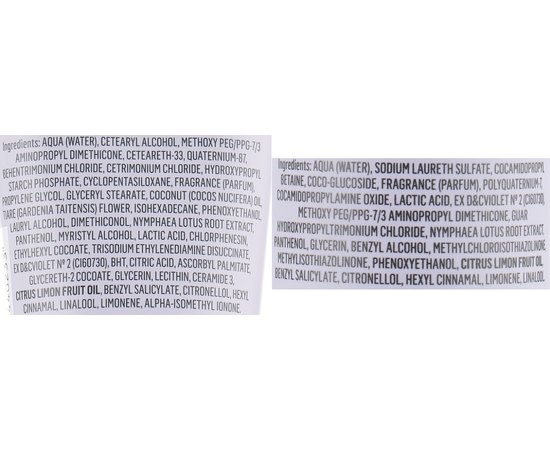 Ingredients: AQUA (WATER), CETEARYL ALCOHOL, METHOXY PEG/PPG-7/3
AMINOPROPYL DIMETHICONE, CETEARETH-33, QUATERNIUM-87,
BEHENTRIMONIUM CHLORIDE, CETRIMONIUM CHLORIDE, HYDROXYPROPYL
STARCH PHOSPHATE, CYCLOPENTASILOXANE, FRAGRANCE (PARFUM),
PROPYLENE GLYCOL, GLYCERYL STEARATE, COCONUT (COCOS NUCIFERA) OIL,
TIARE (GARDENIA TAITENSIS) FLOWER, ISOHEXADECANE, PHENOXYETHANOL,
LAURYL ALCOHOL, DIMETHICONOL, NYMPHAEA LOTUS ROOT EXTRACT,
PANTHENOL, MYRISTYL ALCOHOL, LACTIC ACID, CHLORPHENESIN,
ETHYLHEXYL COCOATE, TRISODIUM ETHYLENEDIAMINE DISUCCINATE,
EX D&CVIOLET Nº 2 (CI60730), BHT, CITRIC ACID, ASCORBYL PALMITATE,
GLYCERETH-2 COCOATE, GLYCERIN, LECITHIN, CERAMIDE 3,
CITRUS LIMON FRUIT OIL, BENZYL SALICYLATE, CITRONELLOL, HEXYL
CINNAMAL, LINALOOL, LIMONENE, ALPHA-ISOMETHYL IONONE.
Ingredients: AQUA (WATER), SODIUM LAURETH SULFATE, COCAMIDOPROPYL
BETAINE, COCO-GLUCOSIDE, FRAGRANCE (PARFUM), POLYQUATERNIUM-7,
COCAMIDOPROPYLAMINE OXIDE, LACTIC ACID, EX D&CVIOLET Nº 2 (CI60730),
METHOXY PEG/PPG-7/3 AMINOPROPYL DIMETHICONE, GUAR
HYDROXYPROPYLTRIMONIUM CHLORIDE, NYMPHAEA LOTUS ROOT EXTRACT,
PANTHENOL, GLYCERIN, BENZYL ALCOHOL, METHYLCHLOROISOTHIAZOLINONE,
METHYLISOTHIAZOLINONE, PHENOXYETHANOL, CITRUS LIMON FRUIT OIL,
BENZYL SALICYLATE, CITRONELLOL, HEXYL CINNAMAL, LIMONENE, LINALOOL.